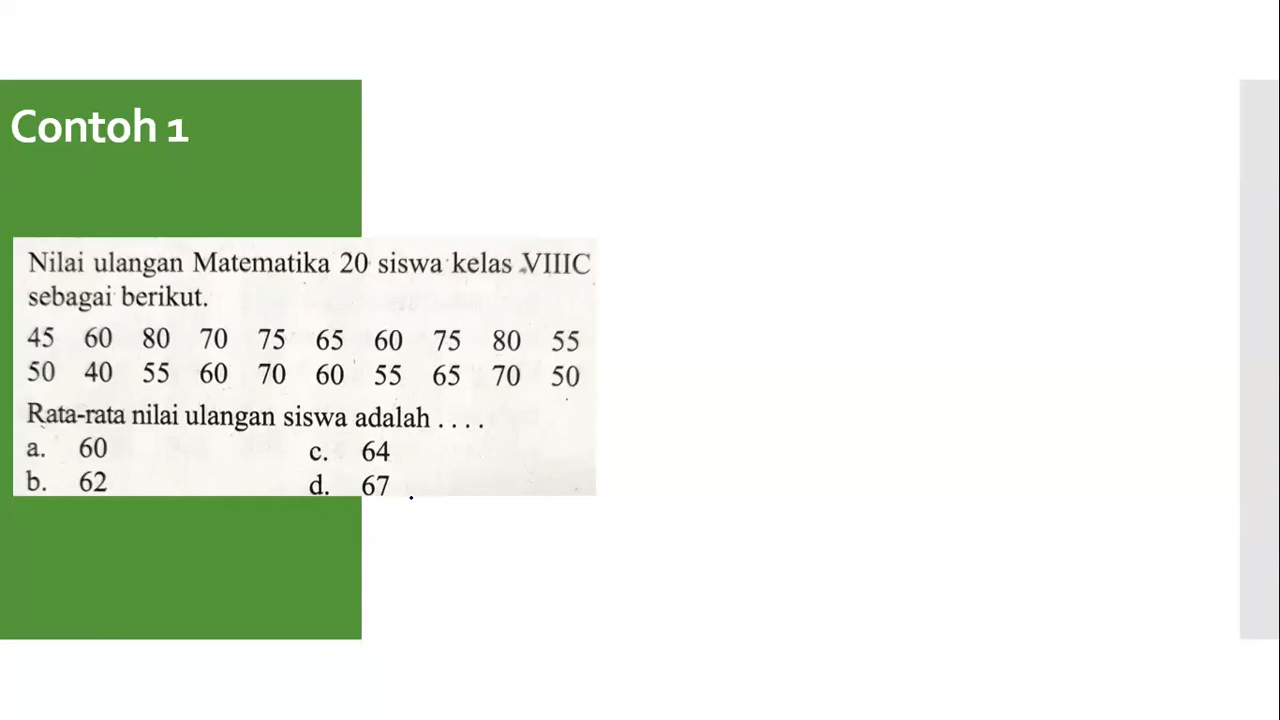 Contoh 1
Nilai ulangan Matematika 20 siswa kelas VIIIC
sebagai berikut.
45 60 80 70 75 65 60 75 80 55
50 40 55 60 70 60 55 65 70 50
Rata-rata nilai ulangan siswa adalah . . . .
a. 60 c. 64
b. 62 d. 67